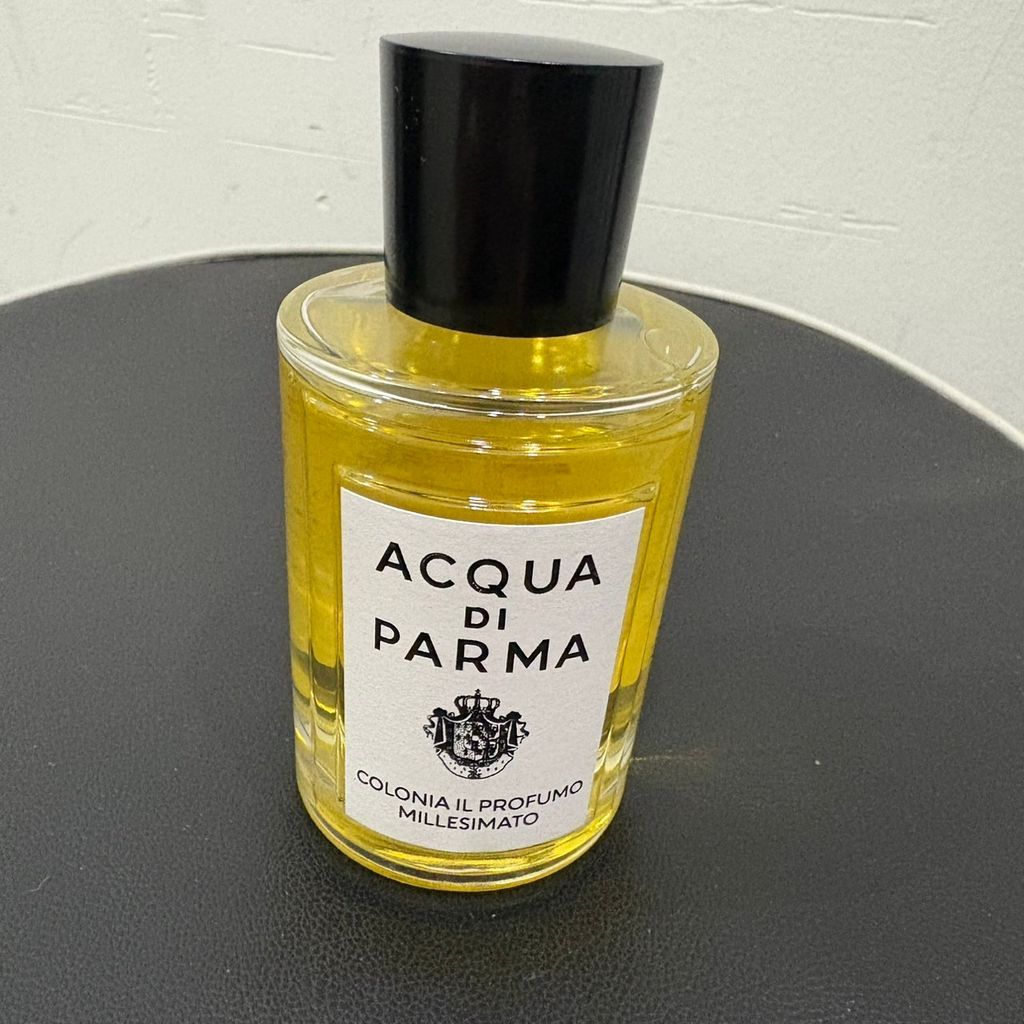 ACQUA
DI
PARMA
COLONIA IL PROFUMO
MILLESIMATO